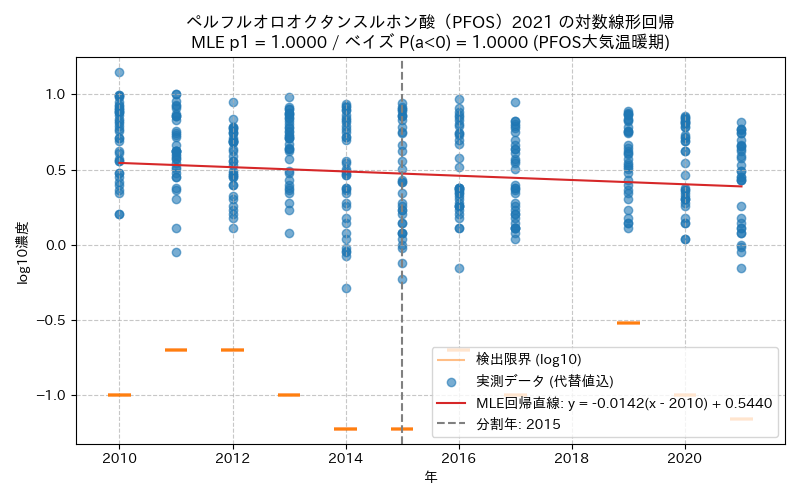 ペルフルオロオクタンスルホン酸（PFOS）2021 の対数線形回帰
MLE p1 = 1.0000 / ベイズ P(a<0) = 1.0000 (PFOS大気温暖期)
log10濃度
1.0
0.5
0.0
−0.5
−1.0
検出限界 (log10)
実測データ (代替値込)
MLE回帰直線: y = -0.0142(x - 2010) + 0.5440
分割年: 2015
2010
2012
2014
2016
2018
2020
年